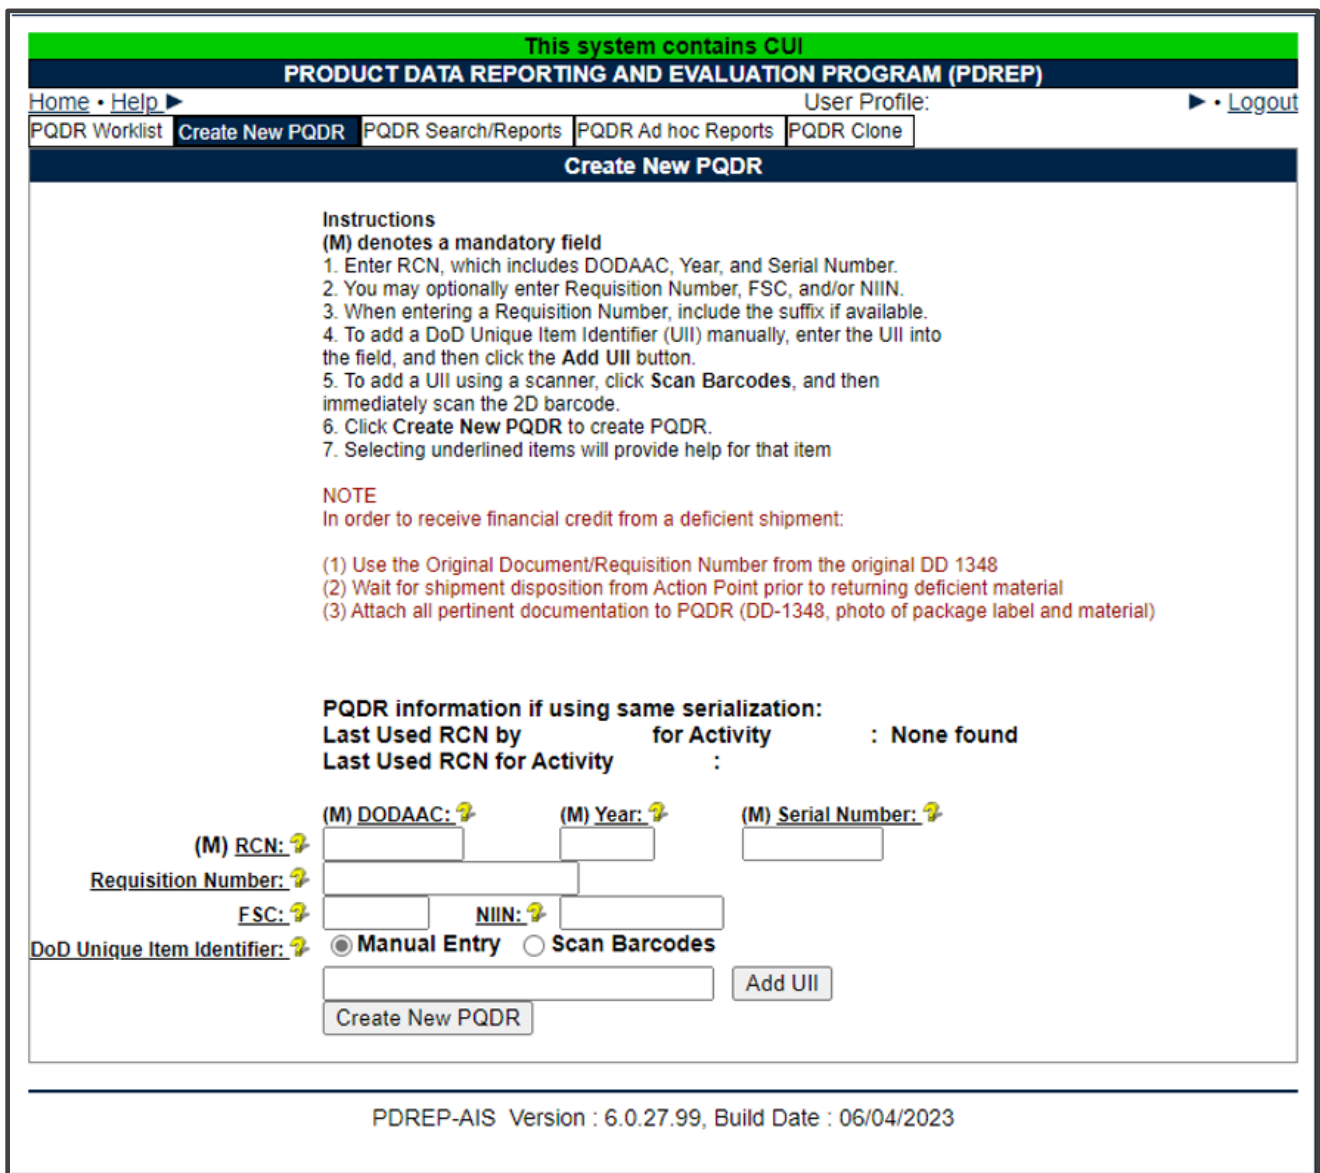 This system contains CUI
PRODUCT DATA REPORTING AND EVALUATION PROGRAM (PDREP)
Home • Help ▶ User Profile: ▶ • Logout
PQDR Worklist Create New PQDR PQDR Search/Reports PQDR Ad hoc Reports PQDR Clone
Create New PQDR
Instructions
(M) denotes a mandatory field
1. Enter RCN, which includes DODAAC, Year, and Serial Number.
2. You may optionally enter Requisition Number, FSC, and/or NIIN.
3. When entering a Requisition Number, include the suffix if available.
4. To add a DoD Unique Item Identifier (UII) manually, enter the UII into
the field, and then click the Add UII button.
5. To add a UII using a scanner, click Scan Barcodes, and then
immediately scan the 2D barcode.
6. Click Create New PQDR to create PQDR.
7. Selecting underlined items will provide help for that item
NOTE
In order to receive financial credit from a deficient shipment:
(1) Use the Original Document/Requisition Number from the original DD 1348
(2) Wait for shipment disposition from Action Point prior to returning deficient material
(3) Attach all pertinent documentation to PQDR (DD-1348, photo of package label and material)
PQDR information if using same serialization:
Last Used RCN by for Activity : None found
Last Used RCN for Activity :
(M) DODAAC: (M) Year: (M) Serial Number:
(M) RCN:
Requisition Number:
FSC: NIIN:
DoD Unique Item Identifier: Manual Entry Scan Barcodes
Add UII
Create New PQDR
PDREP-AIS Version : 6.0.27.99, Build Date : 06/04/2023